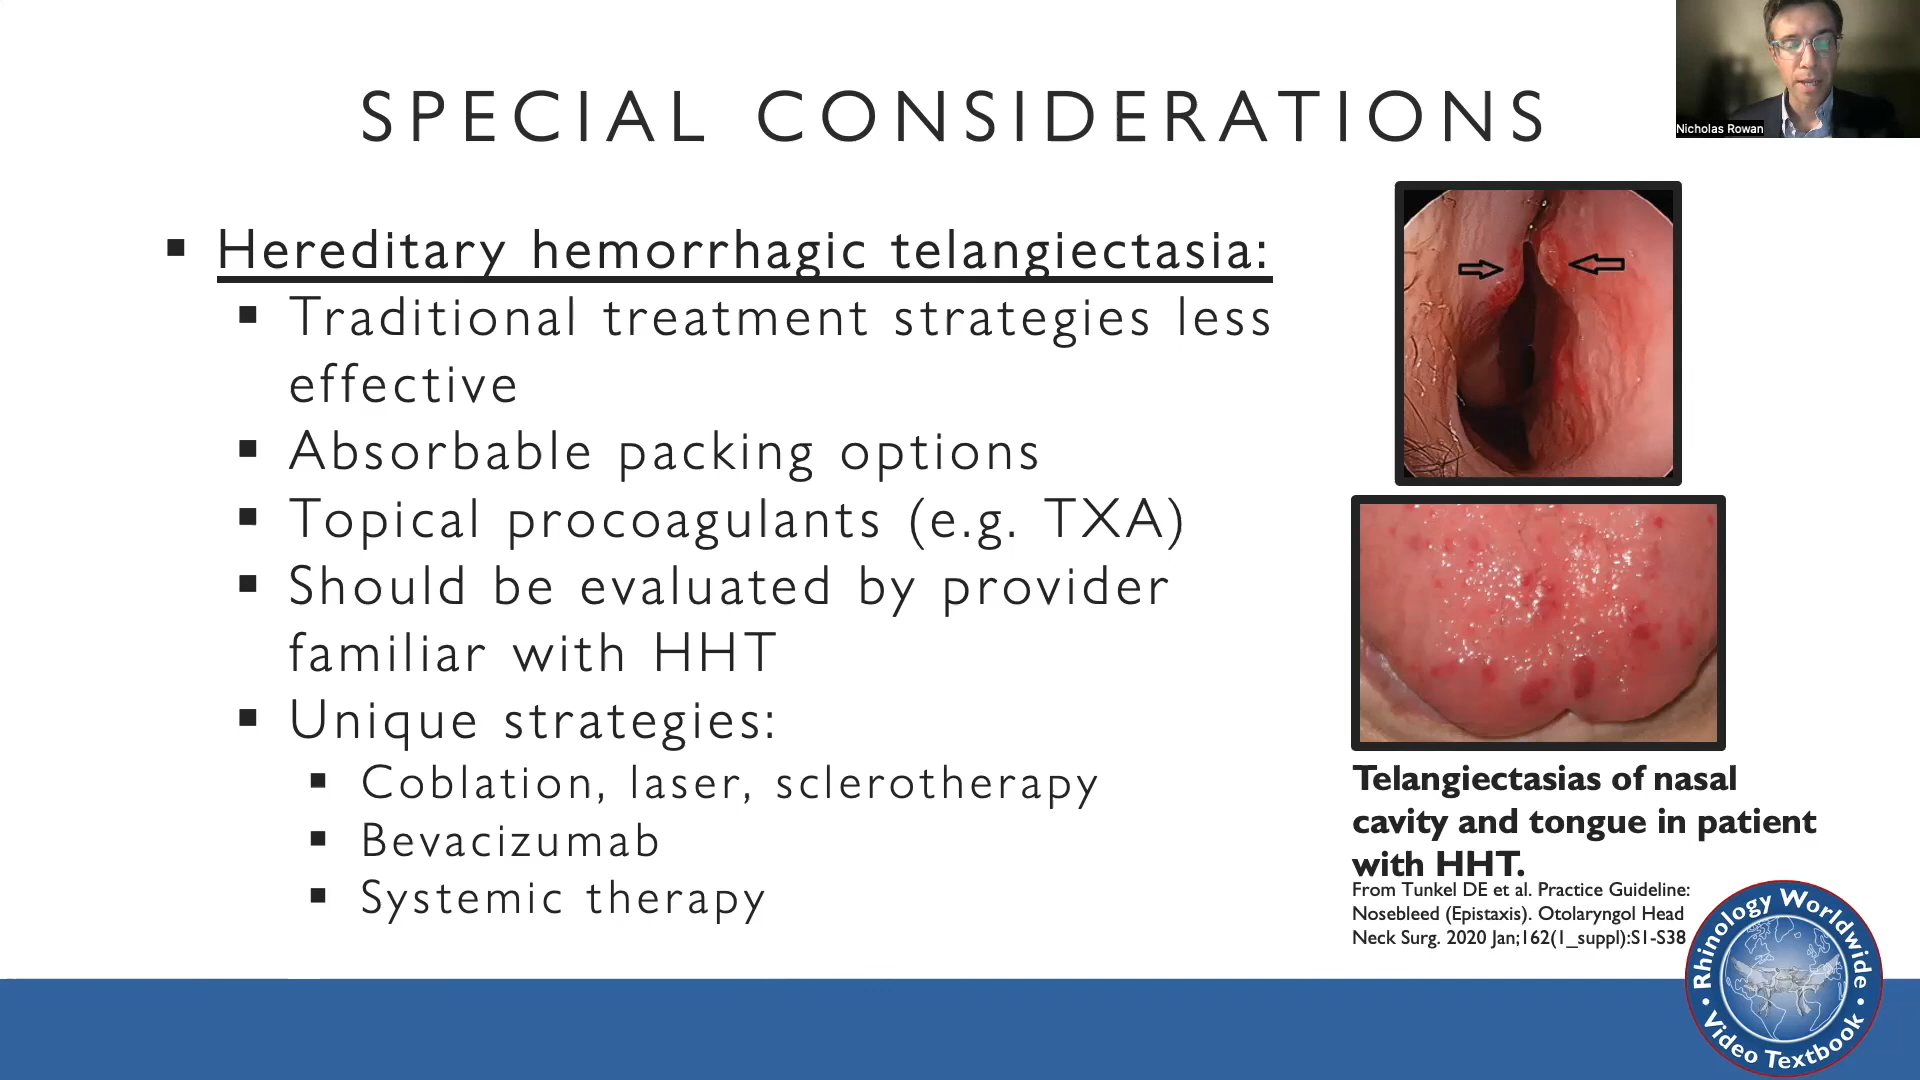 SPECIAL CONSIDERATIONS
Nicholas Rowan
▪ Hereditary hemorrhagic telangiectasia:
▪ Traditional treatment strategies less
effective
▪ Absorbable packing options
▪ Topical procoagulants (e.g. TXA)
▪ Should be evaluated by provider
familiar with HHT
▪ Unique strategies:
▪ Coblation, laser, sclerotherapy
▪ Bevacizumab
▪ Systemic therapy
Telangiectasias of nasal
cavity and tongue in patient
with HHT.
From Tunkel DE et al. Practice Guideline:
Nosebleed (Epistaxis). Otolaryngol Head
Neck Surg. 2020 Jan;162(1_suppl):S1-S38
Rhinology Worldwide
• Video Textbook •